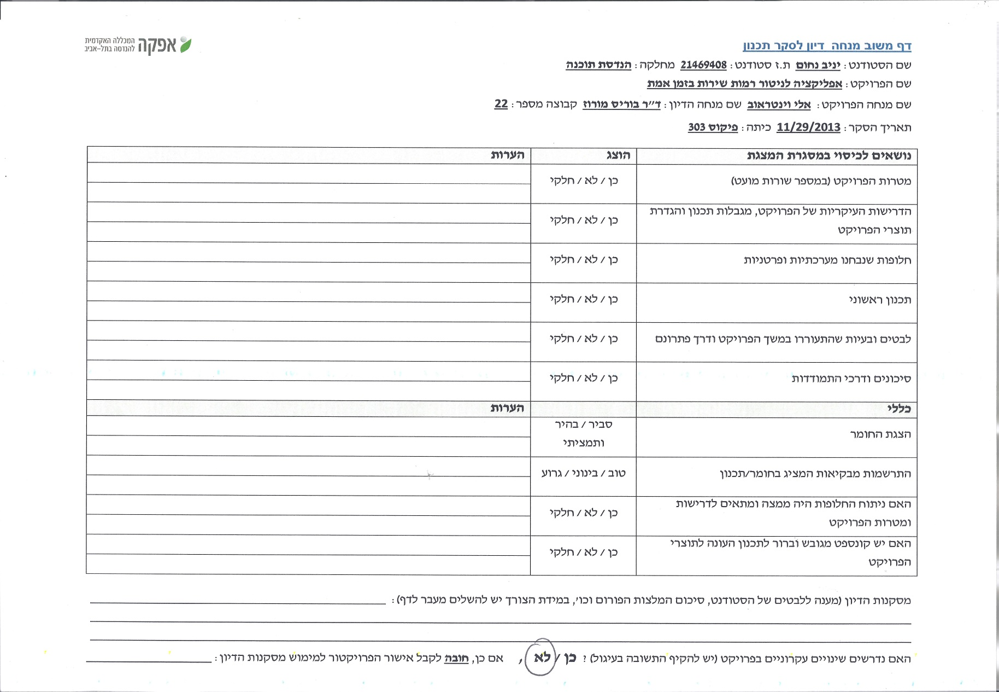 אפקה המכללה האקדמית
להנדסה בתל-אביב
דף משוב מנחה דיון לסקר תכנון
שם הסטודנט: יניב נחום ת.ז סטודנט: 21469408 מחלקה: הנדסת תוכנה
שם הפרויקט: אפליקציה לניטור רמות שירות בזמן אמת
שם מנחה הפרויקט: אלי וינטראוב שם מנחה הדיון: ד״ר בוריס מורוז קבוצה מספר: 22
תאריך הסקר: 11/29/2013 כיתה: פיקוס 303
נושאים לכיסוי במסגרת המצגת הוצג הערות
מטרות הפרויקט (במספר שורות מועט) כן / לא / חלקי
הדרישות העיקריות של הפרויקט, מגבלות תכנון והגדרת
תוצרי הפרויקט כן / לא / חלקי
חלופות שנבחנו מערכתיות ופרטניות כן / לא / חלקי
תכנון ראשוני כן / לא / חלקי
לבטים ובעיות שהתעוררו במשך הפרויקט ודרך פתרונם כן / לא / חלקי
סיכונים ודרכי התמודדות כן / לא / חלקי
כללי הערות
הצגת החומר סביר / בהיר
ותמציתי
התרשמות מבקיאות המציג בחומר/תכנון טוב / בינוני / גרוע
האם ניתוח החלופות היה ממצה ומתאים לדרישות
ומטרות הפרויקט כן / לא / חלקי
האם יש קונספט מגובש וברור לתכנון העונה לתוצרי
הפרויקט כן / לא / חלקי
מסקנות הדיון (מענה ללבטים של הסטודנט, סיכום המלצות הפורום וכו׳, במידת הצורך יש להשלים מעבר לדף):
האם נדרשים שינויים עקרוניים בפרויקט (יש להקיף התשובה בעיגול)? כן / לא, אם כן, חובה לקבל אישור הפרויקטור למימוש מסקנות הדיון: